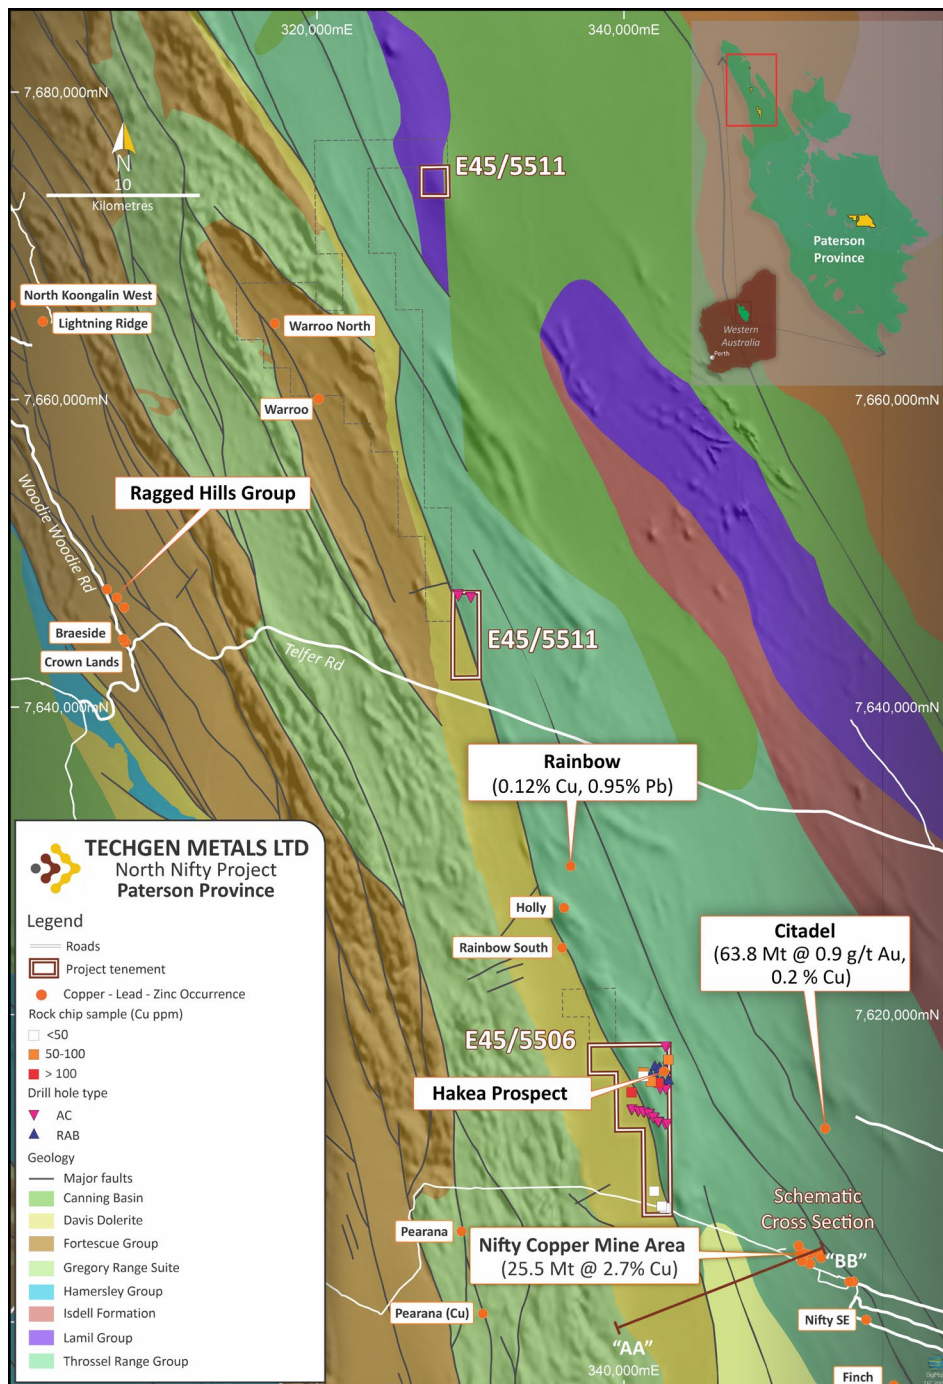 320,000mE
340,000mE
7,680,000mN
N
10
Kilometres
E45/5511
Paterson
Province
Western
Australia
Perth
North Koongalin West
Lightning Ridge
Warroo North
Warroo
7,660,000mN
7,660,000mN
Ragged Hills Group
Woodie Woodie Rd
Braeside
Crown Lands
Telfer Rd
E45/5511
7,640,000mN
7,640,000mN
Rainbow
(0.12% Cu, 0.95% Pb)
Holly
Rainbow South
Citadel
(63.8 Mt @ 0.9 g/t Au,
0.2 % Cu)
7,620,000mN
E45/5506
Hakea Prospect
Schematic
Cross Section
Pearana
Nifty Copper Mine Area
(25.5 Mt @ 2.7% Cu)
"BB"
Pearana (Cu)
Nifty SE
"AA"
340,000mE
Finch
TECHGEN METALS LTD
North Nifty Project
Paterson Province
Legend
Roads
Project tenement
Copper - Lead - Zinc Occurrence
Rock chip sample (Cu ppm)
<50
50-100
> 100
Drill hole type
AC
RAB
Geology
Major faults
Canning Basin
Davis Dolerite
Fortescue Group
Gregory Range Suite
Hamersley Group
Isdell Formation
Lamil Group
Throssel Range Group